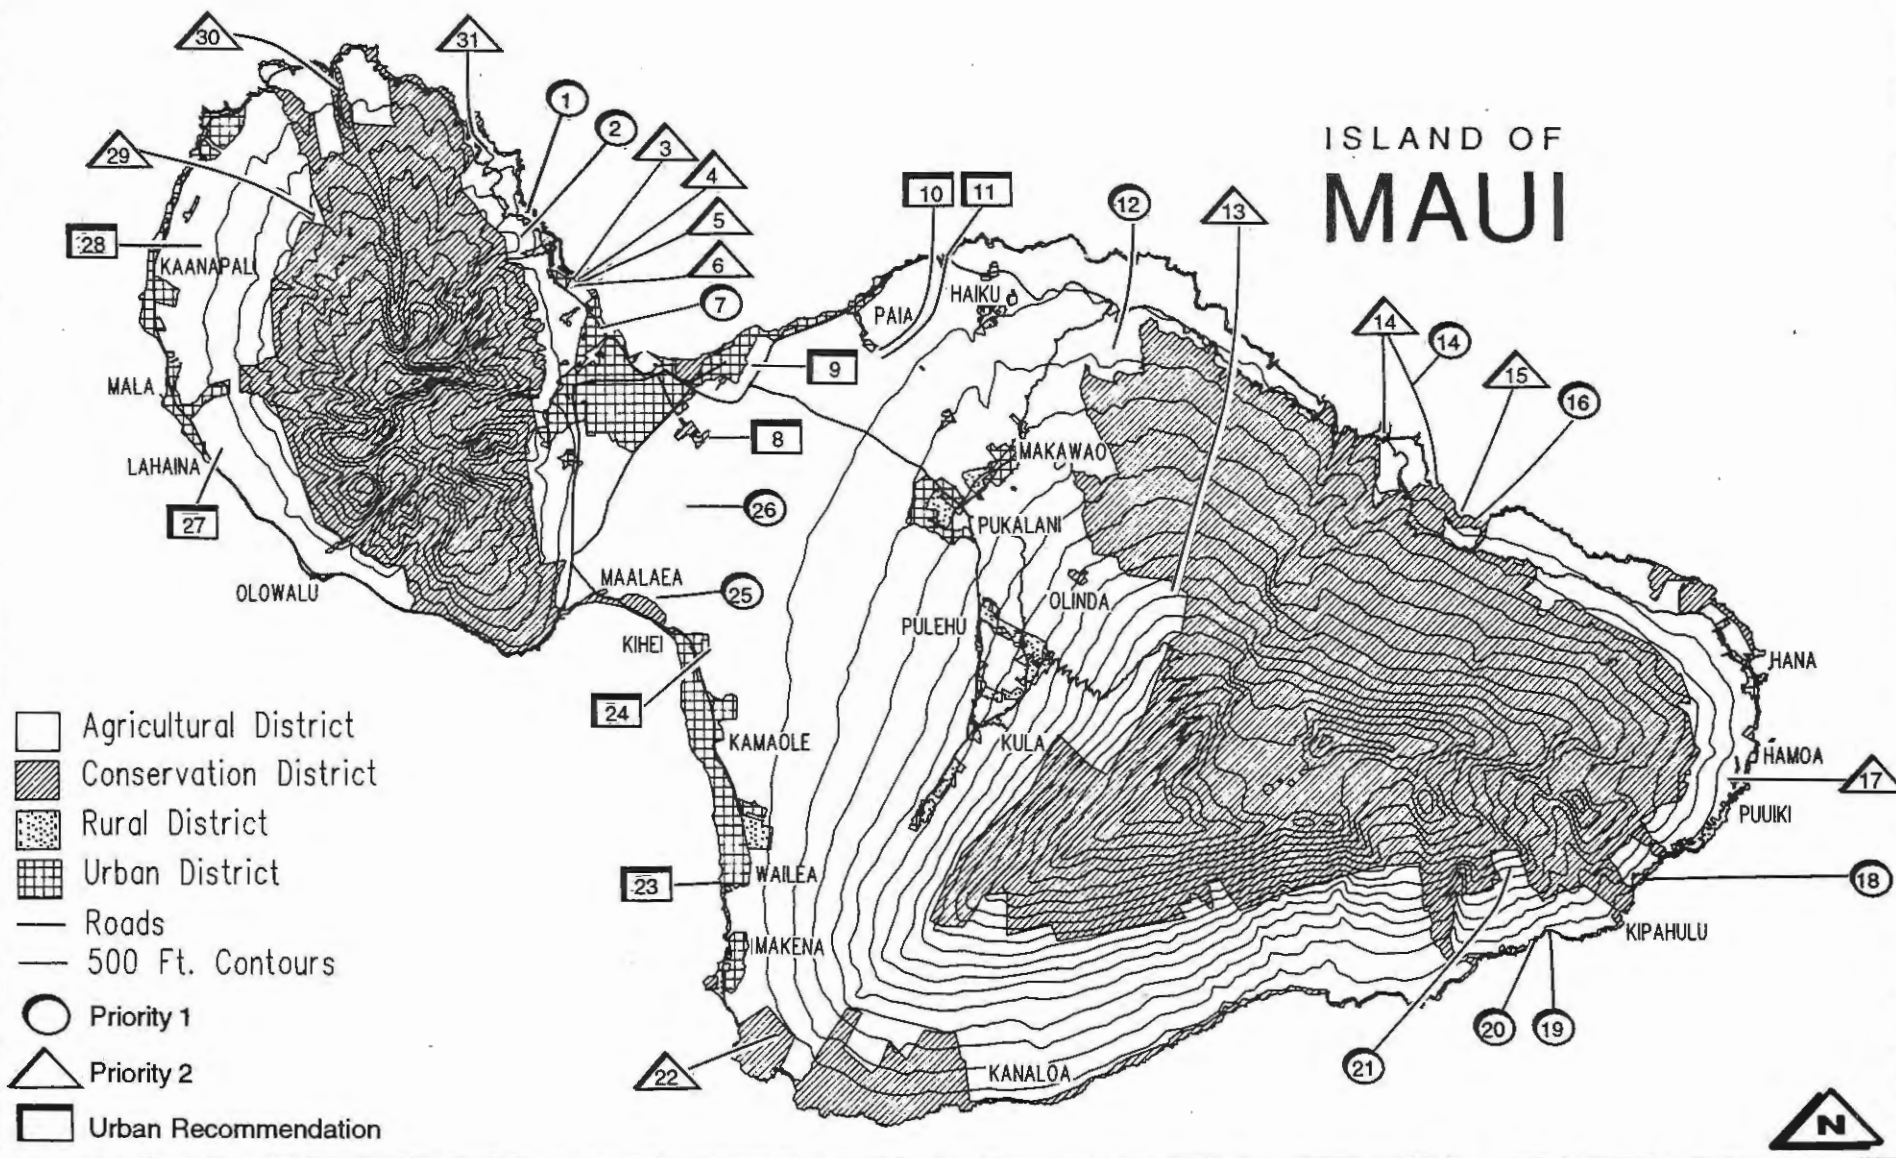 30
31
1
2
3
29
4
10
11
12
13
5
28
KAANAPALI
6
7
HAIKU
PAIA
14
14
9
15
MALA
16
8
MAKAWAO
LAHAINA
27
26
PUKALANI
MAALAEA
OLOWALU
25
OLINDA
PULEHU
KIHEI
HANA
24
KAMAOLE
KULA
HAMOA
17
PUUIKI
WAILEA
23
18
KIPAHULU
MAKENA
20
19
21
22
KANALOA
ISLAND OF
MAUI
Agricultural District
Conservation District
Rural District
Urban District
Roads
500 Ft. Contours
Priority 1
Priority 2
Urban Recommendation
N